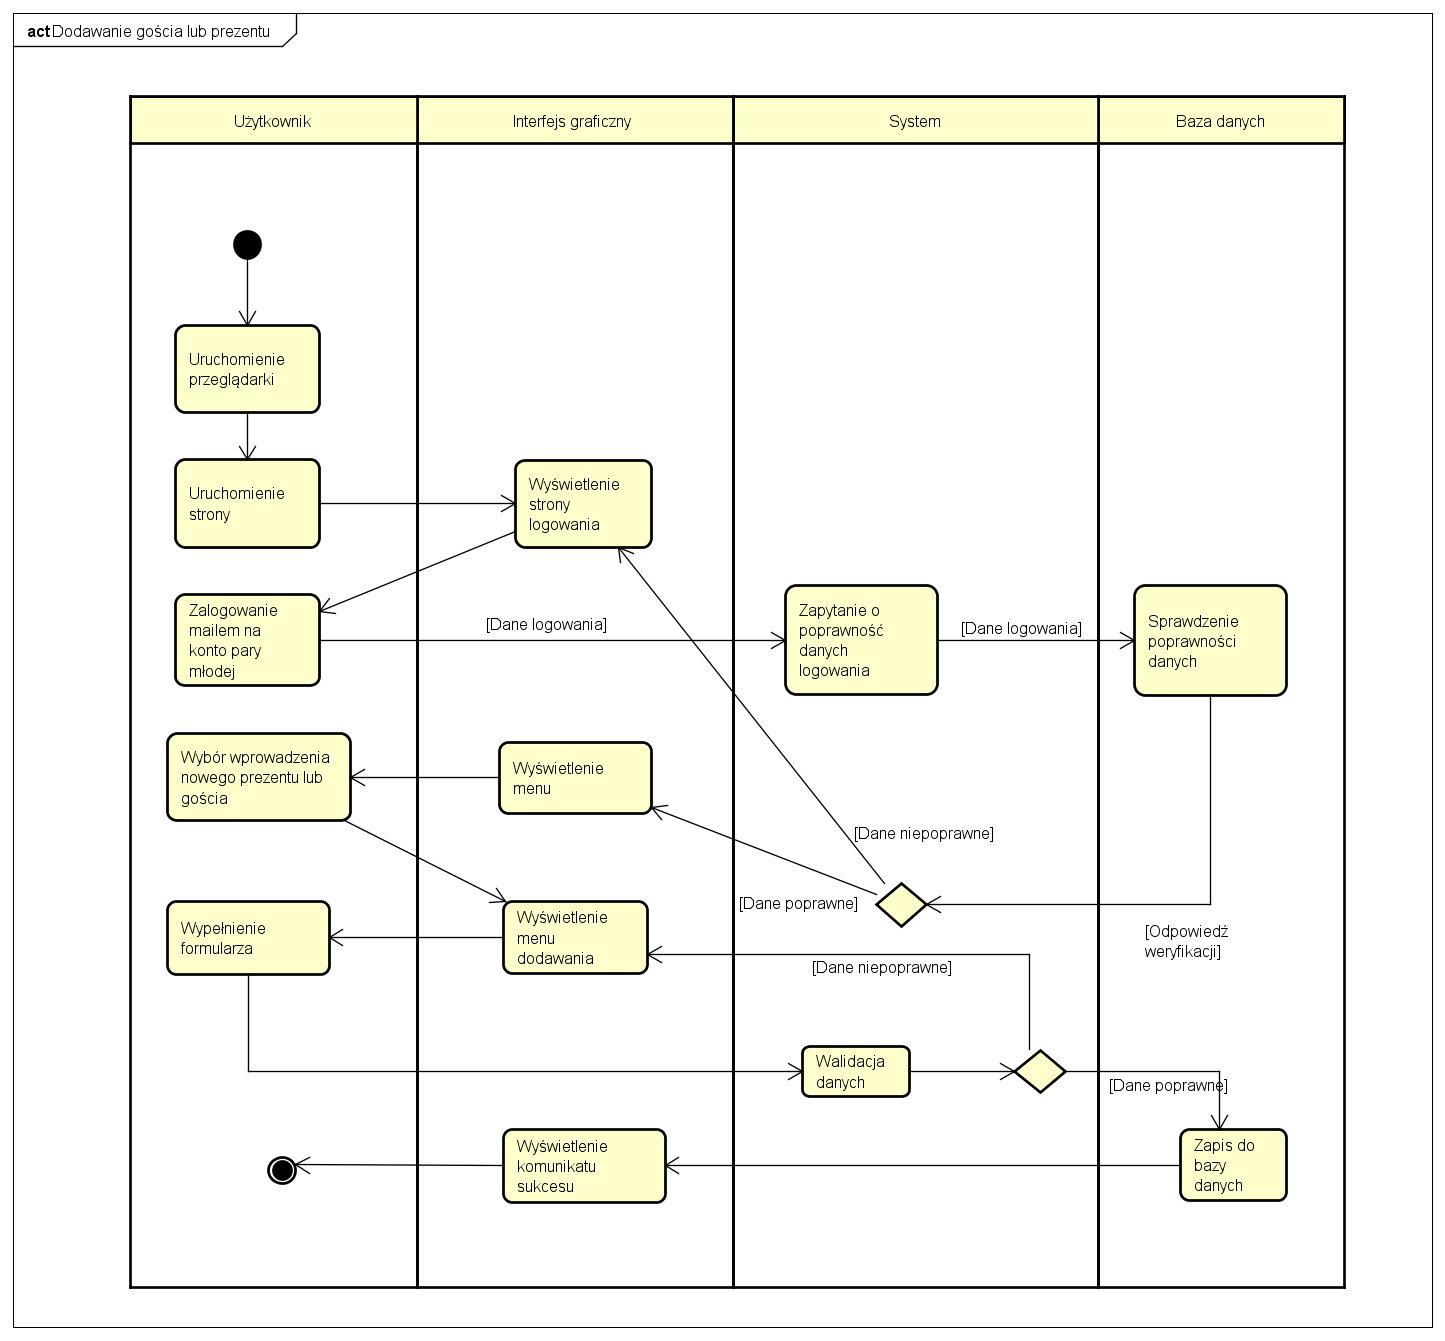 act Dodawanie gościa lub prezentu
Użytkownik
Interfejs graficzny
System
Baza danych
Uruchomienie
przeglądarki
Uruchomienie
strony
Wyświetlenie
strony
logowania
Zalogowanie
mailem na
konto pary
młodej
[Dane logowania]
Zapytanie o
poprawność
danych
logowania
[Dane logowania]
Sprawdzenie
poprawności
danych
Wybór wprowadzenia
nowego prezentu lub
gościa
Wyświetlenie
menu
[Dane niepoprawne]
[Dane poprawne]
[Odpowiedź
weryfikacji]
Wypełnienie
formularza
Wyświetlenie
menu
dodawania
[Dane niepoprawne]
Walidacja
danych
[Dane poprawne]
Wyświetlenie
komunikatu
sukcesu
Zapis do
bazy
danych